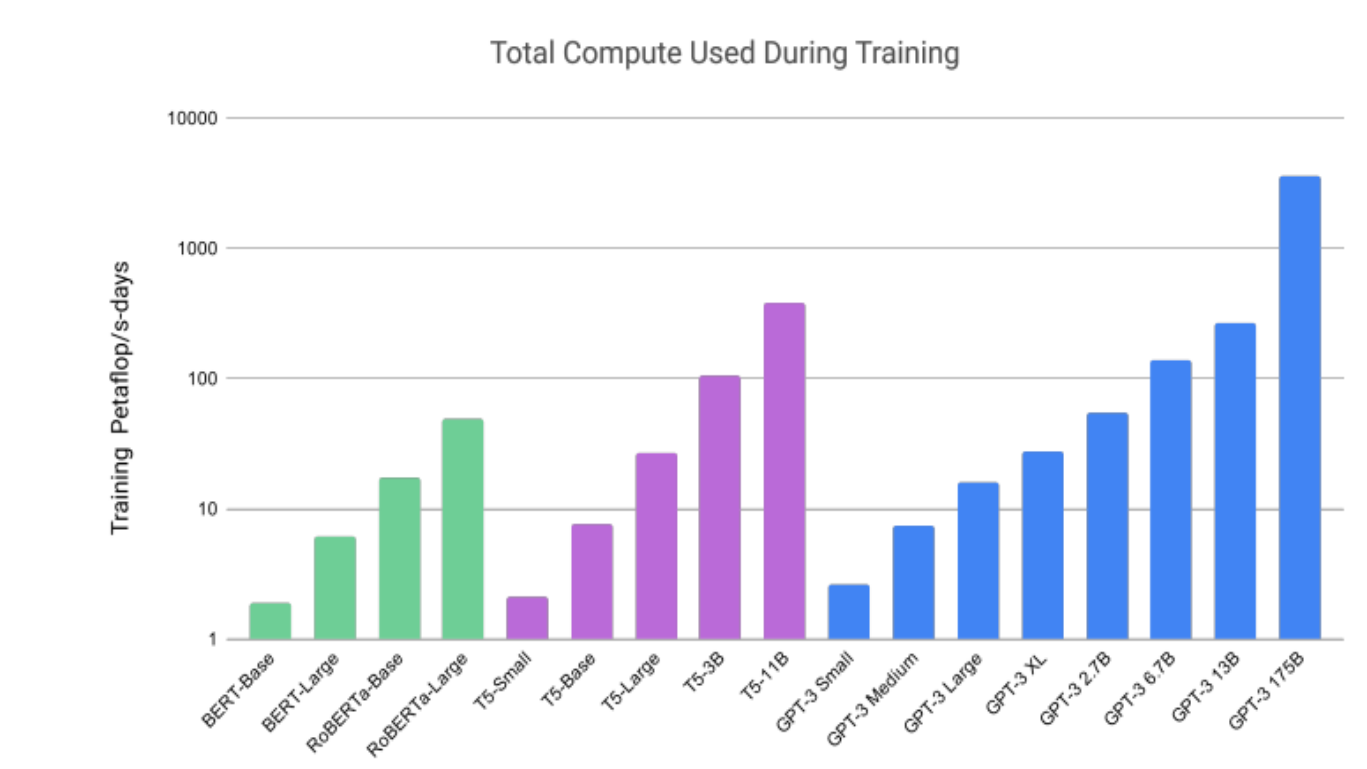 Total Compute Used During Training
10000
1000
100
10
1
Training Petaflop/s-days
BERT-Base
BERT-Large
RoBERTa-Base
RoBERTa-Large
T5-Small
T5-Base
T5-Large
T5-3B
T5-11B
GPT-3 Small
GPT-3 Medium
GPT-3 Large
GPT-3 XL
GPT-3 2.7B
GPT-3 6.7B
GPT-3 13B
GPT-3 175B